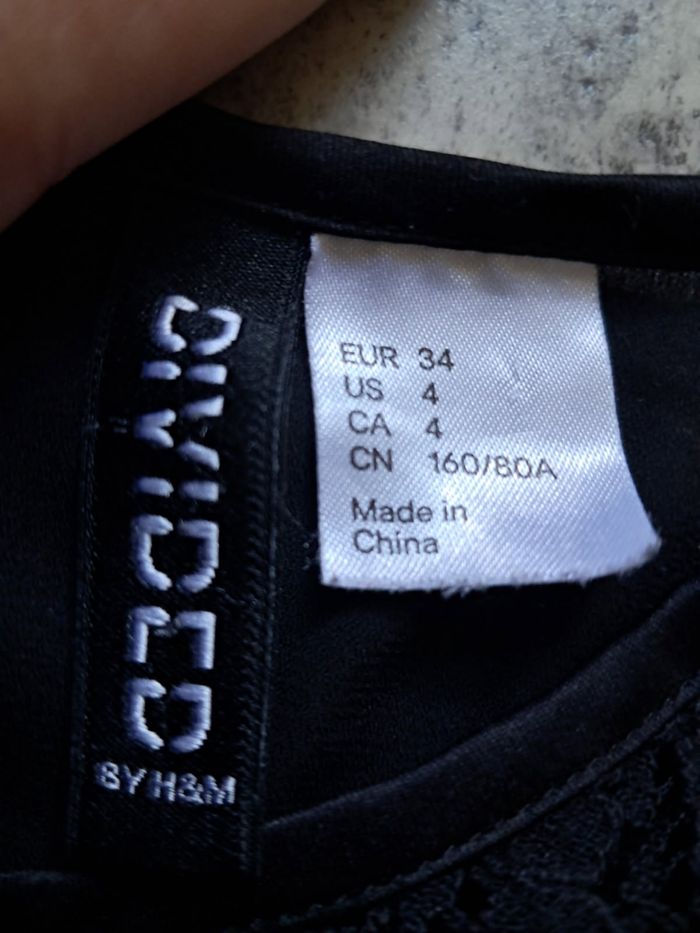 DIVIDED
BY H&M
EUR 34
US 4
CA 4
CN 160/80A
Made in
China